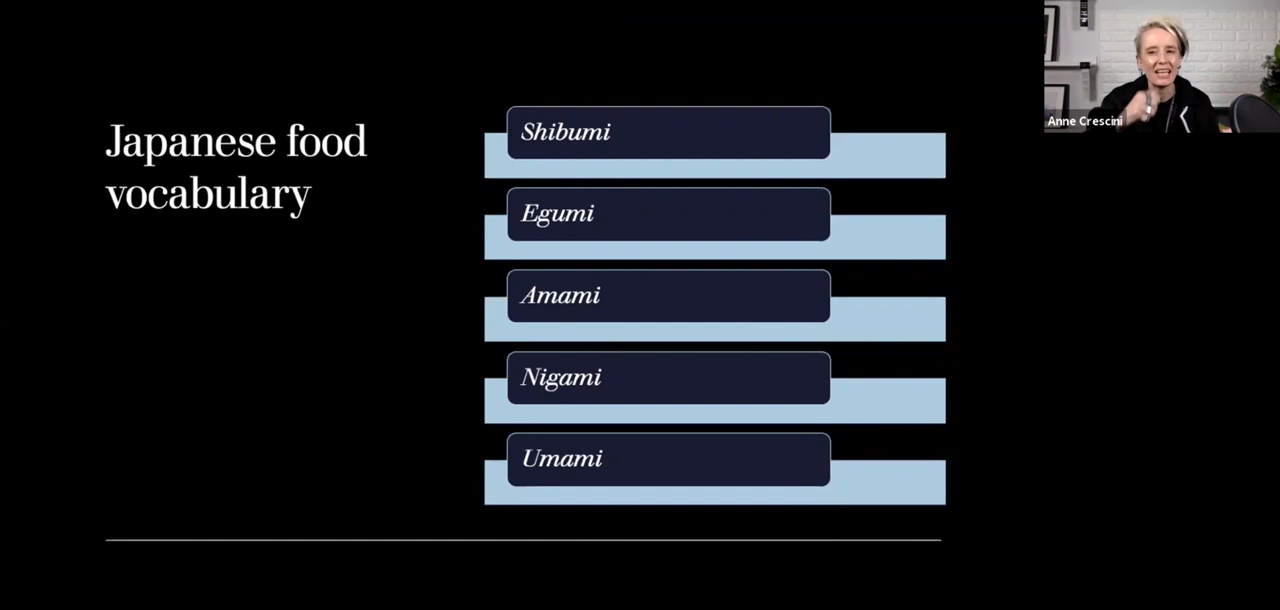 Japanese food
vocabulary
Shibumi
Egumi
Amami
Nigami
Umami
Anne Crescini